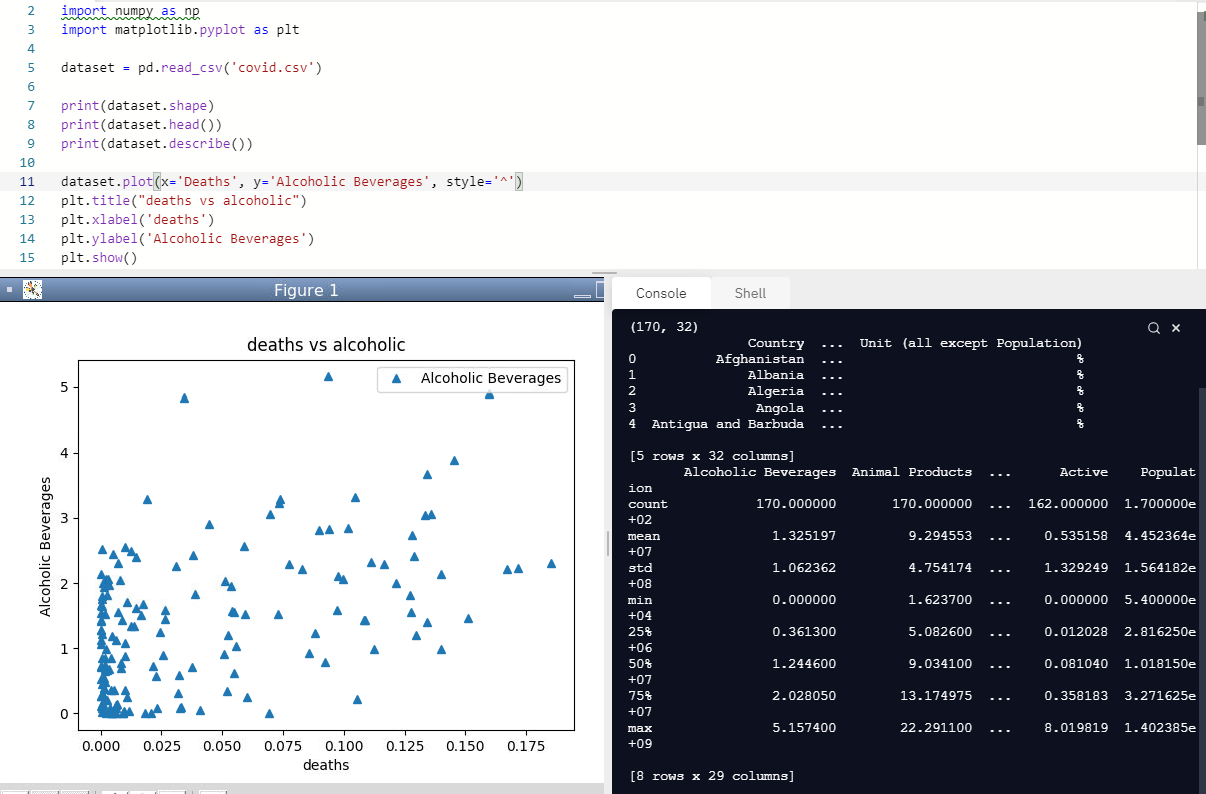 2 import numpy as np
3 import matplotlib.pyplot as plt
4
5 dataset = pd.read_csv('covid.csv')
6
7 print(dataset.shape)
8 print(dataset.head())
9 print(dataset.describe())
10
11 dataset.plot(x='Deaths', y='Alcoholic Beverages', style='^')
12 plt.title("deaths vs alcoholic")
13 plt.xlabel('deaths')
14 plt.ylabel('Alcoholic Beverages')
15 plt.show()
Figure 1
deaths vs alcoholic
Alcoholic Beverages
Alcoholic Beverages
5
4
3
2
1
0
0.000 0.025 0.050 0.075 0.100 0.125 0.150 0.175
deaths
Console Shell
(170, 32)
Country ... Unit (all except Population)
0 Afghanistan ... %
1 Albania ... %
2 Algeria ... %
3 Angola ... %
4 Antigua and Barbuda ... %
[5 rows x 32 columns]
Alcoholic Beverages Animal Products ... Active Populat
ion
count 170.000000 170.000000 ... 162.000000 1.700000e
+02
mean 1.325197 9.294553 ... 0.535158 4.452364e
+07
std 1.062362 4.754174 ... 1.329249 1.564182e
+08
min 0.000000 1.623700 ... 0.000000 5.400000e
+04
25% 0.361300 5.082600 ... 0.012028 2.816250e
+06
50% 1.244600 9.034100 ... 0.081040 1.018150e
+07
75% 2.028050 13.174975 ... 0.358183 3.271625e
+07
max 5.157400 22.291100 ... 8.019819 1.402385e
+09
[8 rows x 29 columns]